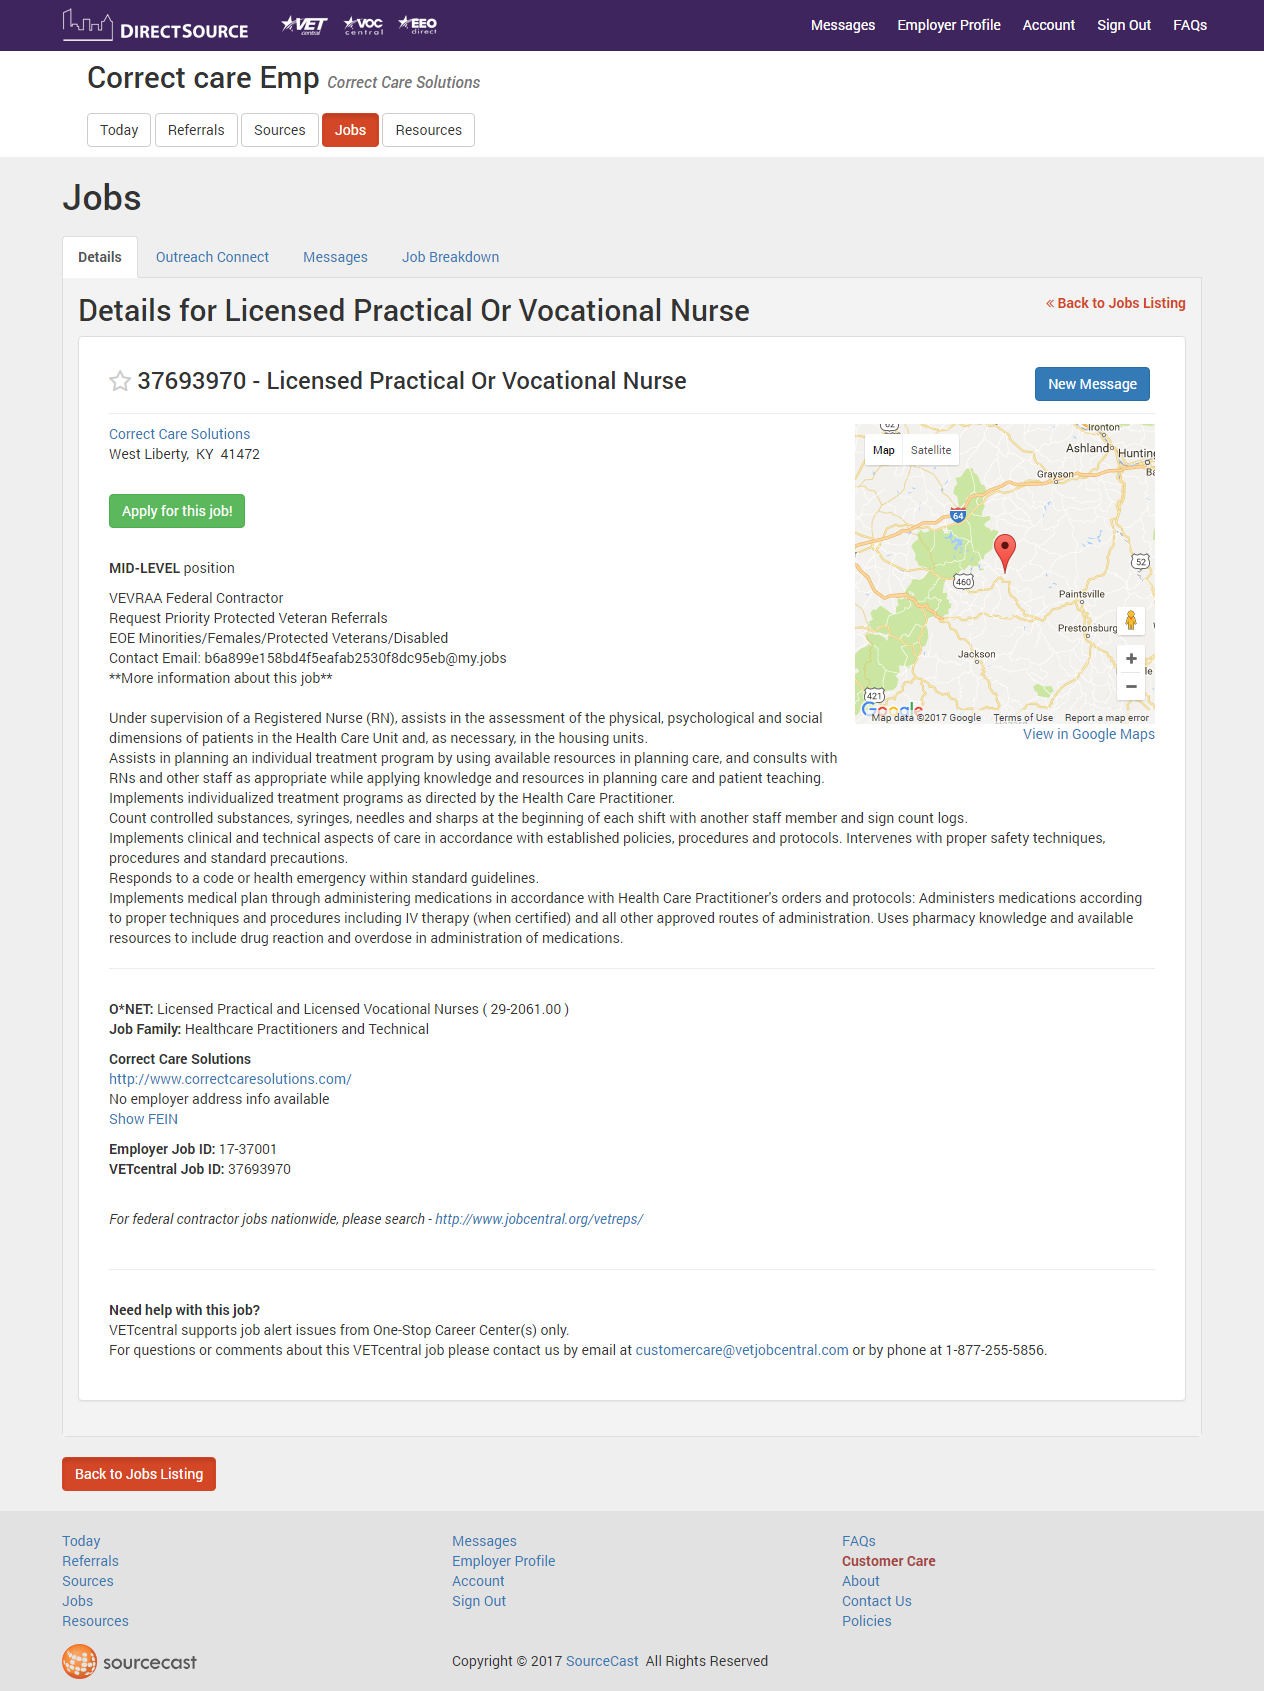 DIRECTSOURCE
VET
central
VOC
central
EEO
direct
Messages Employer Profile Account Sign Out FAQs
Correct care Emp Correct Care Solutions
Today Referrals Sources Jobs Resources
Jobs
Details Outreach Connect Messages Job Breakdown
Details for Licensed Practical Or Vocational Nurse
« Back to Jobs Listing
37693970 - Licensed Practical Or Vocational Nurse
New Message
Correct Care Solutions
West Liberty, KY 41472
Apply for this job!
MID-LEVEL position
VEVRAA Federal Contractor
Request Priority Protected Veteran Referrals
EOE Minorities/Females/Protected Veterans/Disabled
Contact Email: b6a899e158bd4f5eafab2530f8dc95eb@my.jobs
**More information about this job**
62
Ironton
Map Satellite
Ashland
Hunting
Grayson
64
52
460
Paintsville
Prestonsburg
Jackson
421
Google
Map data ©2017 Google Terms of Use Report a map error
View in Google Maps
Under supervision of a Registered Nurse (RN), assists in the assessment of the physical, psychological and social
dimensions of patients in the Health Care Unit and, as necessary, in the housing units.
Assists in planning an individual treatment program by using available resources in planning care, and consults with
RNs and other staff as appropriate while applying knowledge and resources in planning care and patient teaching.
Implements individualized treatment programs as directed by the Health Care Practitioner.
Count controlled substances, syringes, needles and sharps at the beginning of each shift with another staff member and sign count logs.
Implements clinical and technical aspects of care in accordance with established policies, procedures and protocols. Intervenes with proper safety techniques,
procedures and standard precautions.
Responds to a code or health emergency within standard guidelines.
Implements medical plan through administering medications in accordance with Health Care Practitioner's orders and protocols: Administers medications according
to proper techniques and procedures including IV therapy (when certified) and all other approved routes of administration. Uses pharmacy knowledge and available
resources to include drug reaction and overdose in administration of medications.
O*NET: Licensed Practical and Licensed Vocational Nurses ( 29-2061.00 )
Job Family: Healthcare Practitioners and Technical
Correct Care Solutions
http://www.correctcaresolutions.com/
No employer address info available
Show FEIN
Employer Job ID: 17-37001
VETcentral Job ID: 37693970
For federal contractor jobs nationwide, please search - http://www.jobcentral.org/vetreps/
Need help with this job?
VETcentral supports job alert issues from One-Stop Career Center(s) only.
For questions or comments about this VETcentral job please contact us by email at customercare@vetjobcentral.com or by phone at 1-877-255-5856.
Back to Jobs Listing
Today
Referrals
Sources
Jobs
Resources
Messages
Employer Profile
Account
Sign Out
FAQs
Customer Care
About
Contact Us
Policies
sourcecast
Copyright © 2017 SourceCast All Rights Reserved